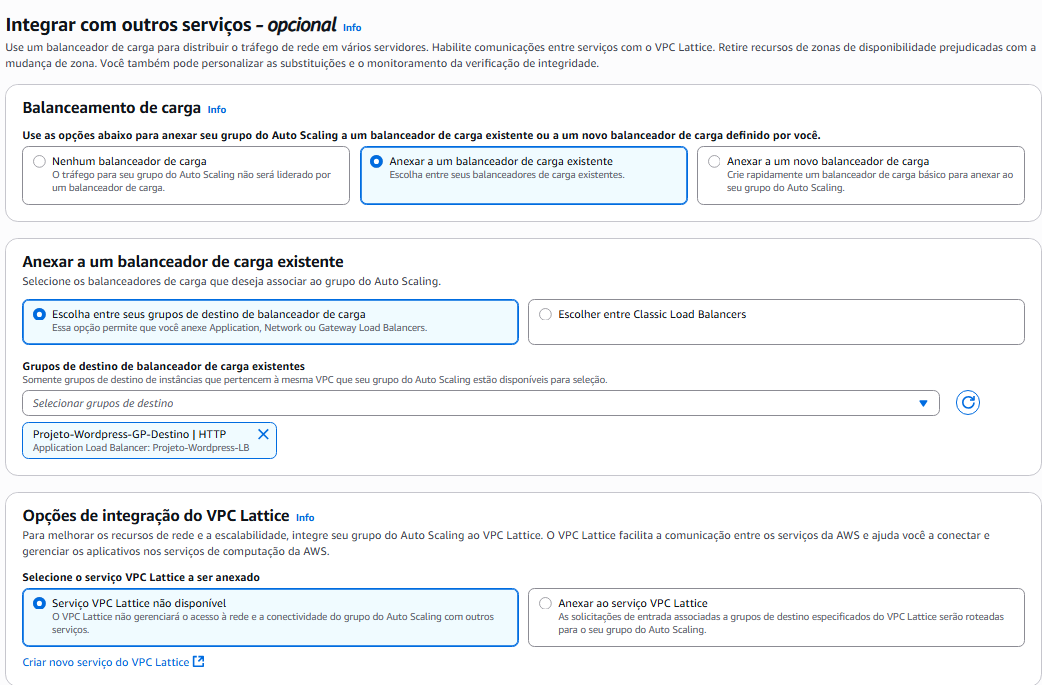 Integrar com outros serviços - opcional Info
Use um balanceador de carga para distribuir o tráfego de rede em vários servidores. Habilite comunicações entre serviços com o VPC Lattice. Retire recursos de zonas de disponibilidade prejudicadas com a
mudança de zona. Você também pode personalizar as substituições e o monitoramento da verificação de integridade.
Balanceamento de carga Info
Use as opções abaixo para anexar seu grupo do Auto Scaling a um balanceador de carga existente ou a um novo balanceador de carga definido por você.
Nenhum balanceador de carga
O tráfego para seu grupo do Auto Scaling não será liderado por
um balanceador de carga.
Anexar a um balanceador de carga existente
Escolha entre seus balanceadores de carga existentes.
Anexar a um novo balanceador de carga
Crie rapidamente um balanceador de carga básico para anexar ao
seu grupo do Auto Scaling.
Anexar a um balanceador de carga existente
Selecione os balanceadores de carga que deseja associar ao grupo do Auto Scaling.
Escolha entre seus grupos de destino de balanceador de carga
Essa opção permite que você anexe Application, Network ou Gateway Load Balancers.
Escolher entre Classic Load Balancers
Grupos de destino de balanceador de carga existentes
Somente grupos de destino de instâncias que pertencem à mesma VPC que seu grupo do Auto Scaling estão disponíveis para seleção.
Selecionar grupos de destino
Projeto-Wordpress-GP-Destino | HTTP
Application Load Balancer: Projeto-Wordpress-LB
Opções de integração do VPC Lattice Info
Para melhorar os recursos de rede e a escalabilidade, integre seu grupo do Auto Scaling ao VPC Lattice. O VPC Lattice facilita a comunicação entre os serviços da AWS e ajuda você a conectar e
gerenciar os aplicativos nos serviços de computação da AWS.
Selecione o serviço VPC Lattice a ser anexado
Serviço VPC Lattice não disponível
O VPC Lattice não gerenciará o acesso à rede e a conectividade do grupo do Auto Scaling com outros
serviços.
Anexar ao serviço VPC Lattice
As solicitações de entrada associadas a grupos de destino especificados do VPC Lattice serão roteadas
para o seu grupo do Auto Scaling.
Criar novo serviço do VPC Lattice